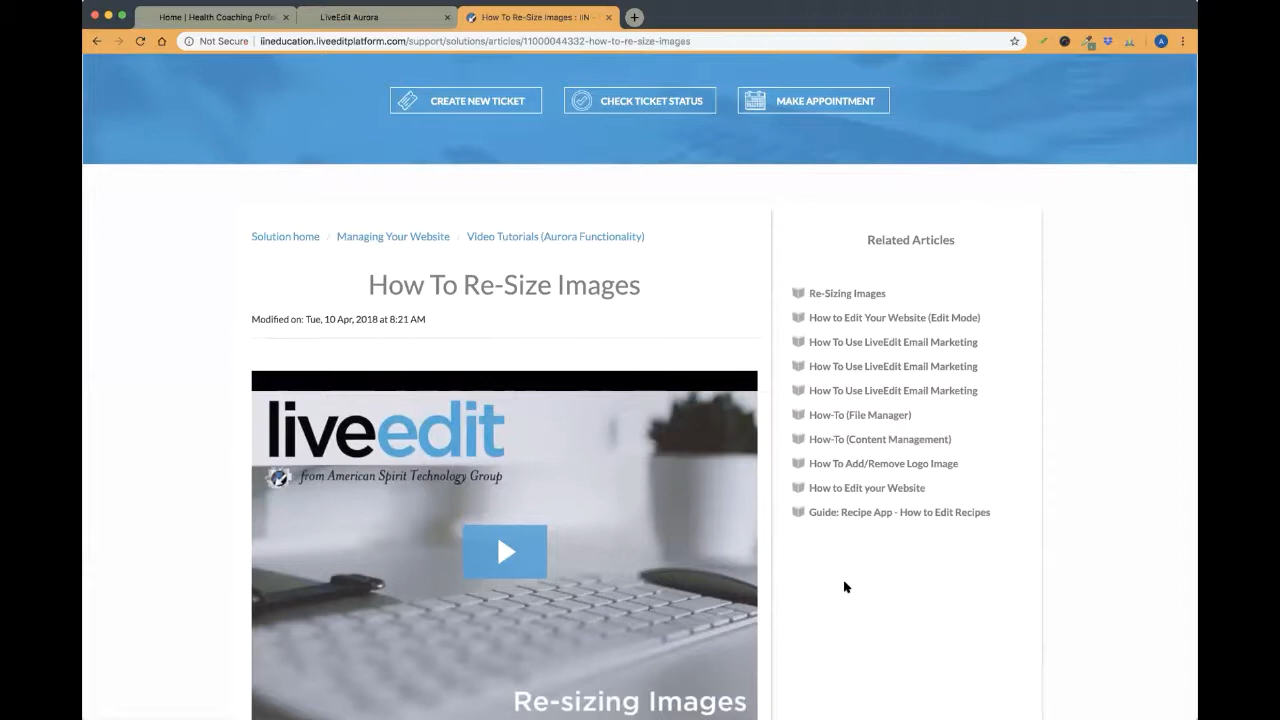 Home | Health Coaching Profe
LiveEdit Aurora
How To Re-Size Images : IIN –
Not Secure
iineducation.liveeditplatform.com/support/solutions/articles/11000044332-how-to-re-size-images
A
CREATE NEW TICKET
CHECK TICKET STATUS
MAKE APPOINTMENT
Solution home / Managing Your Website / Video Tutorials (Aurora Functionality)
How To Re-Size Images
Modified on: Tue, 10 Apr, 2018 at 8:21 AM
liveedit
from American Spirit Technology Group
Re-sizing Images
Related Articles
Re-Sizing Images
How to Edit Your Website (Edit Mode)
How To Use LiveEdit Email Marketing
How To Use LiveEdit Email Marketing
How To Use LiveEdit Email Marketing
How-To (File Manager)
How-To (Content Management)
How To Add/Remove Logo Image
How to Edit your Website
Guide: Recipe App - How to Edit Recipes